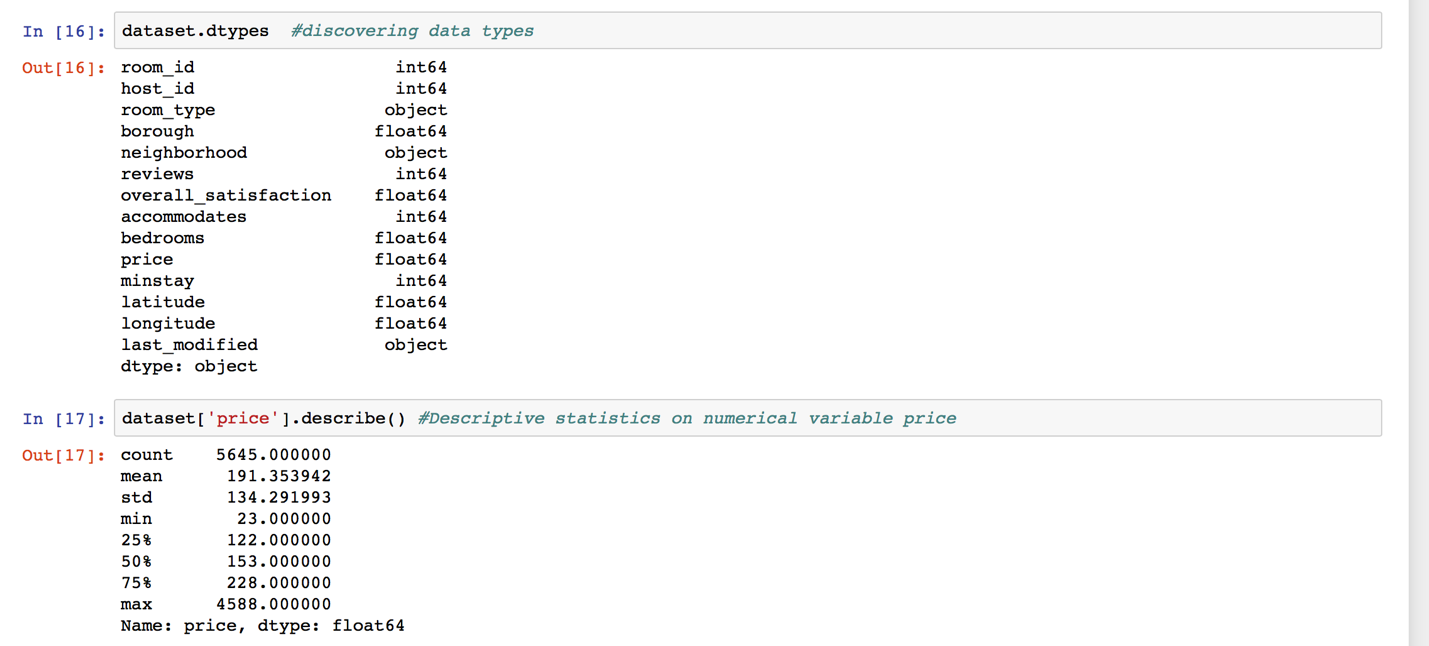 In [16]: dataset.dtypes  #discovering data types
Out[16]: room_id                   int64
host_id                   int64
room_type                object
borough                 float64
neighborhood             object
reviews                   int64
overall_satisfaction    float64
accommodates              int64
bedrooms                float64
price                   float64
minstay                   int64
latitude                float64
longitude               float64
last_modified            object
dtype: object
In [17]: dataset['price'].describe() #Descriptive statistics on numerical variable price
Out[17]: count    5645.000000
mean      191.353942
std       134.291993
min        23.000000
25%       122.000000
50%       153.000000
75%       228.000000
max      4588.000000
Name: price, dtype: float64